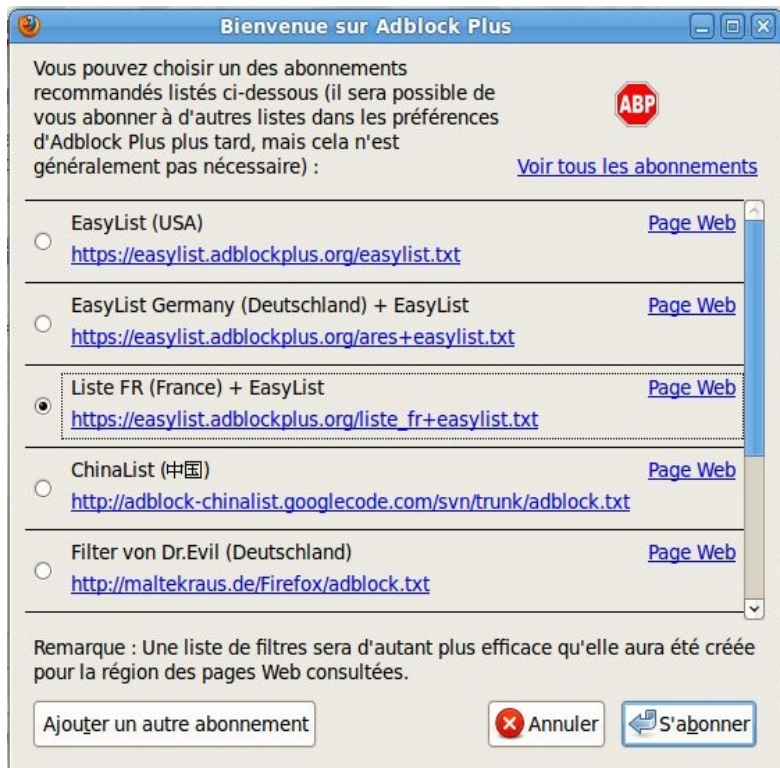 Bienvenue sur Adblock Plus
Vous pouvez choisir un des abonnements
recommandés listés ci-dessous (il sera possible de
vous abonner à d'autres listes dans les préférences
d'Adblock Plus plus tard, mais cela n'est
généralement pas nécessaire) :
ABP
Voir tous les abonnements
EasyList (USA)
Page Web
https://easylist.adblockplus.org/easylist.txt
EasyList Germany (Deutschland) + EasyList
Page Web
https://easylist.adblockplus.org/ares+easylist.txt
Liste FR (France) + EasyList
Page Web
https://easylist.adblockplus.org/liste_fr+easylist.txt
ChinaList (中国)
Page Web
http://adblock-chinalist.googlecode.com/svn/trunk/adblock.txt
Filter von Dr.Evil (Deutschland)
Page Web
http://maltekraus.de/Firefox/adblock.txt
Remarque : Une liste de filtres sera d'autant plus efficace qu'elle aura été créée
pour la région des pages Web consultées.
Ajouter un autre abonnement
Annuler
S'abonner